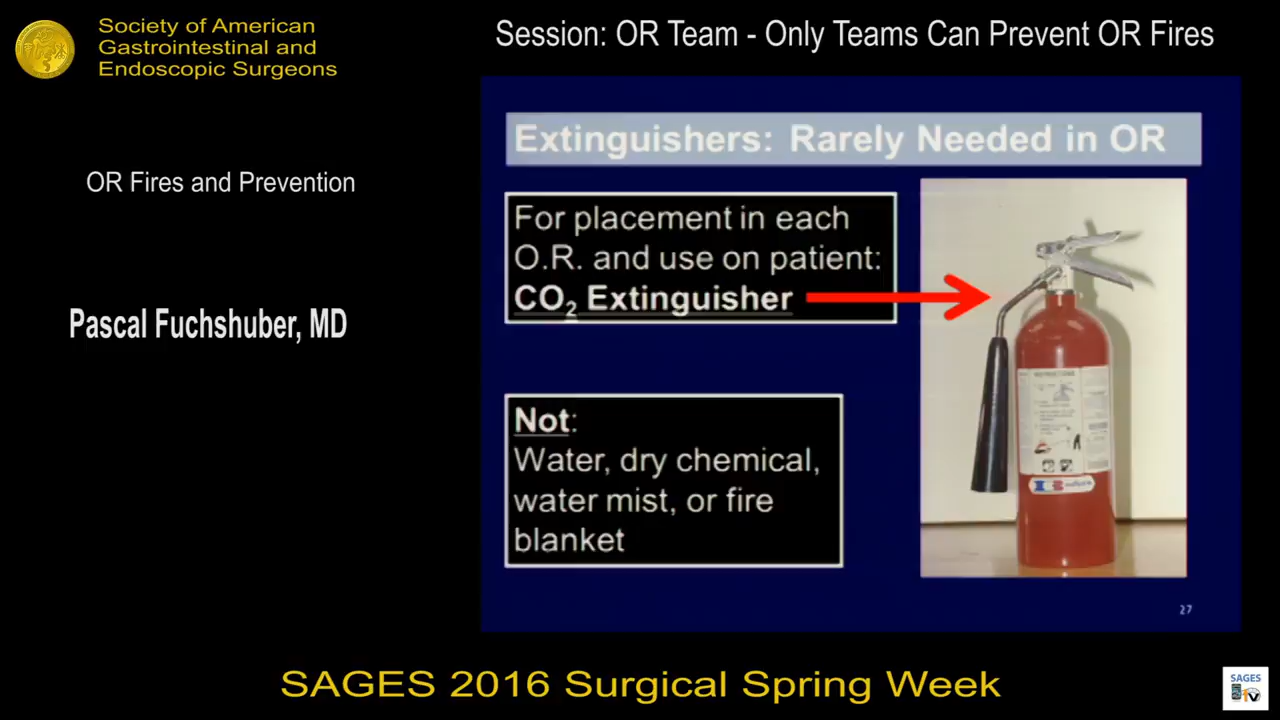 Society of American
Gastrointestinal and
Endoscopic Surgeons
Session: OR Team - Only Teams Can Prevent OR Fires
OR Fires and Prevention
Pascal Fuchshuber, MD
Extinguishers: Rarely Needed in OR
For placement in each
O.R. and use on patient:
CO₂ Extinguisher
Not:
Water, dry chemical,
water mist, or fire
blanket
27
SAGES 2016 Surgical Spring Week
SAGES
TV